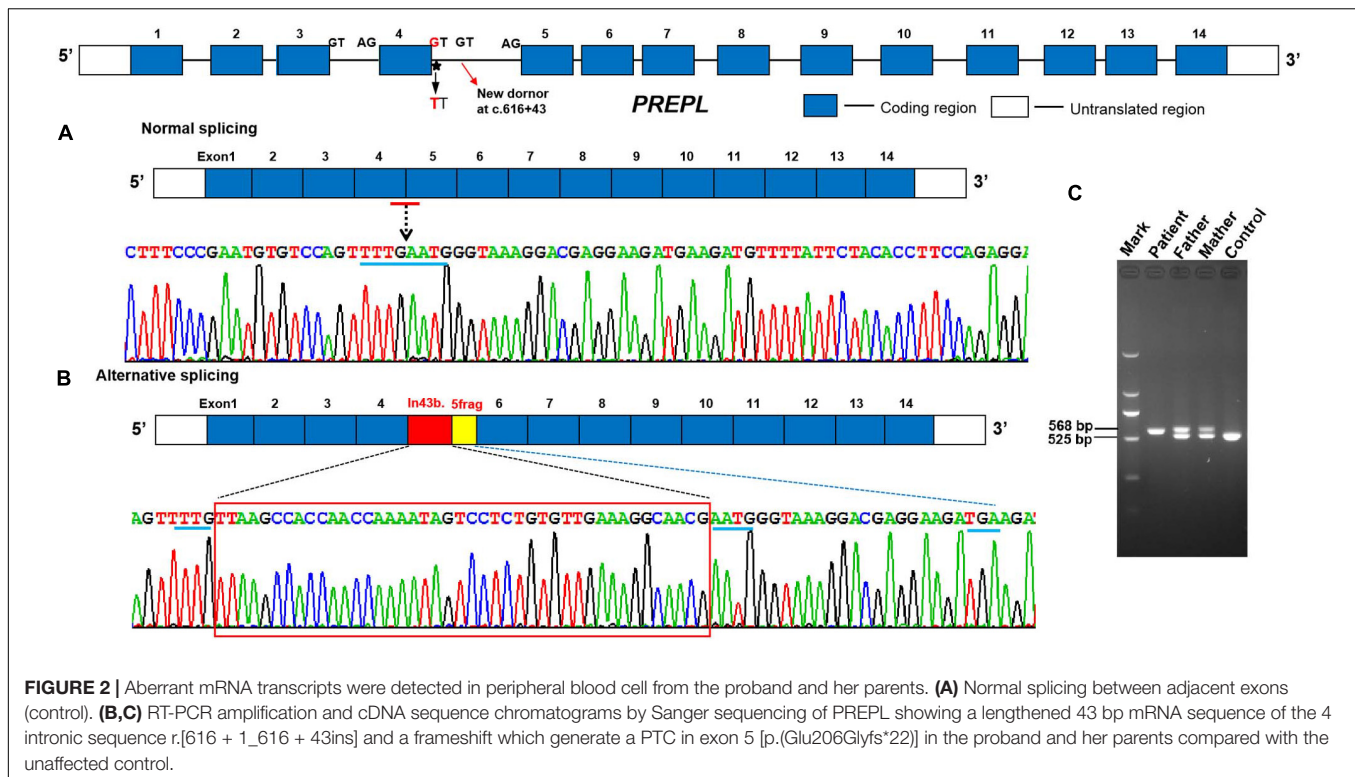 1 2 3 GT AG 4 GT GT AG 5 6 7 8 9 10 11 12 13 14
5’ 3’
TT
New dornor
at c.616+43
PREPL
Coding region
Untranslated region
A
Normal splicing
Exon1 2 3 4 5 6 7 8 9 10 11 12 13 14
5’ 3’
CTTTCCCGAATGTGTCCAGTTTTGAATGGGTAAAGGACGAGGAAGATGAAGATGTTTTATTCTACACCTTCCAGAGGA
B
Alternative splicing
Exon1 2 3 4 In43b. 5frag 6 7 8 9 10 11 12 13 14
5’ 3’
AGTTTTGTTAAGCCACCAACCAAAATAGTCCTCTGTGTTGAAAGGCAACGAATGGGTAAAGGACGAGGAAGATGAAGAT
C
Mark Patient Father Mather Control
568 bp
525 bp
FIGURE 2 | Aberrant mRNA transcripts were detected in peripheral blood cell from the proband and her parents. (A) Normal splicing between adjacent exons
(control). (B,C) RT-PCR amplification and cDNA sequence chromatograms by Sanger sequencing of PREPL showing a lengthened 43 bp mRNA sequence of the 4
intronic sequence r.[616 + 1_616 + 43ins] and a frameshift which generate a PTC in exon 5 [p.(Glu206Glyfs*22)] in the proband and her parents compared with the
unaffected control.